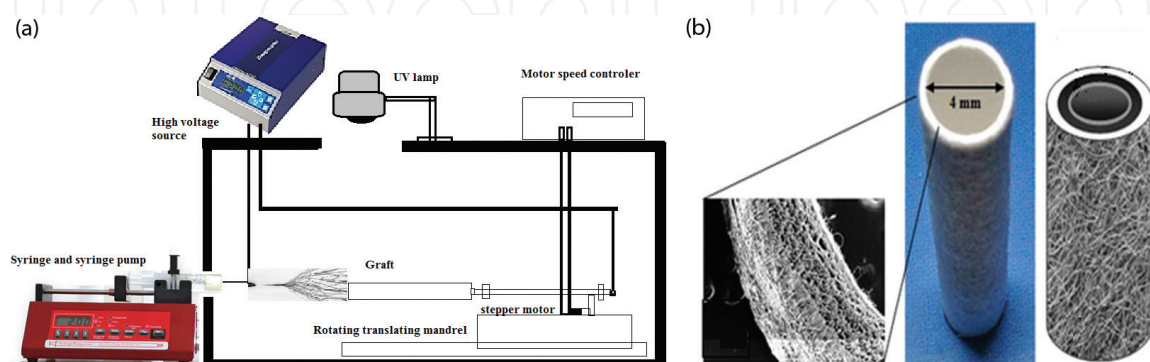 (a)
UV lamp
Motor speed controler
High voltage
source
Syringe and syringe pump
Graft
stepper motor
Rotating translating mandrel
(b)
4 mm